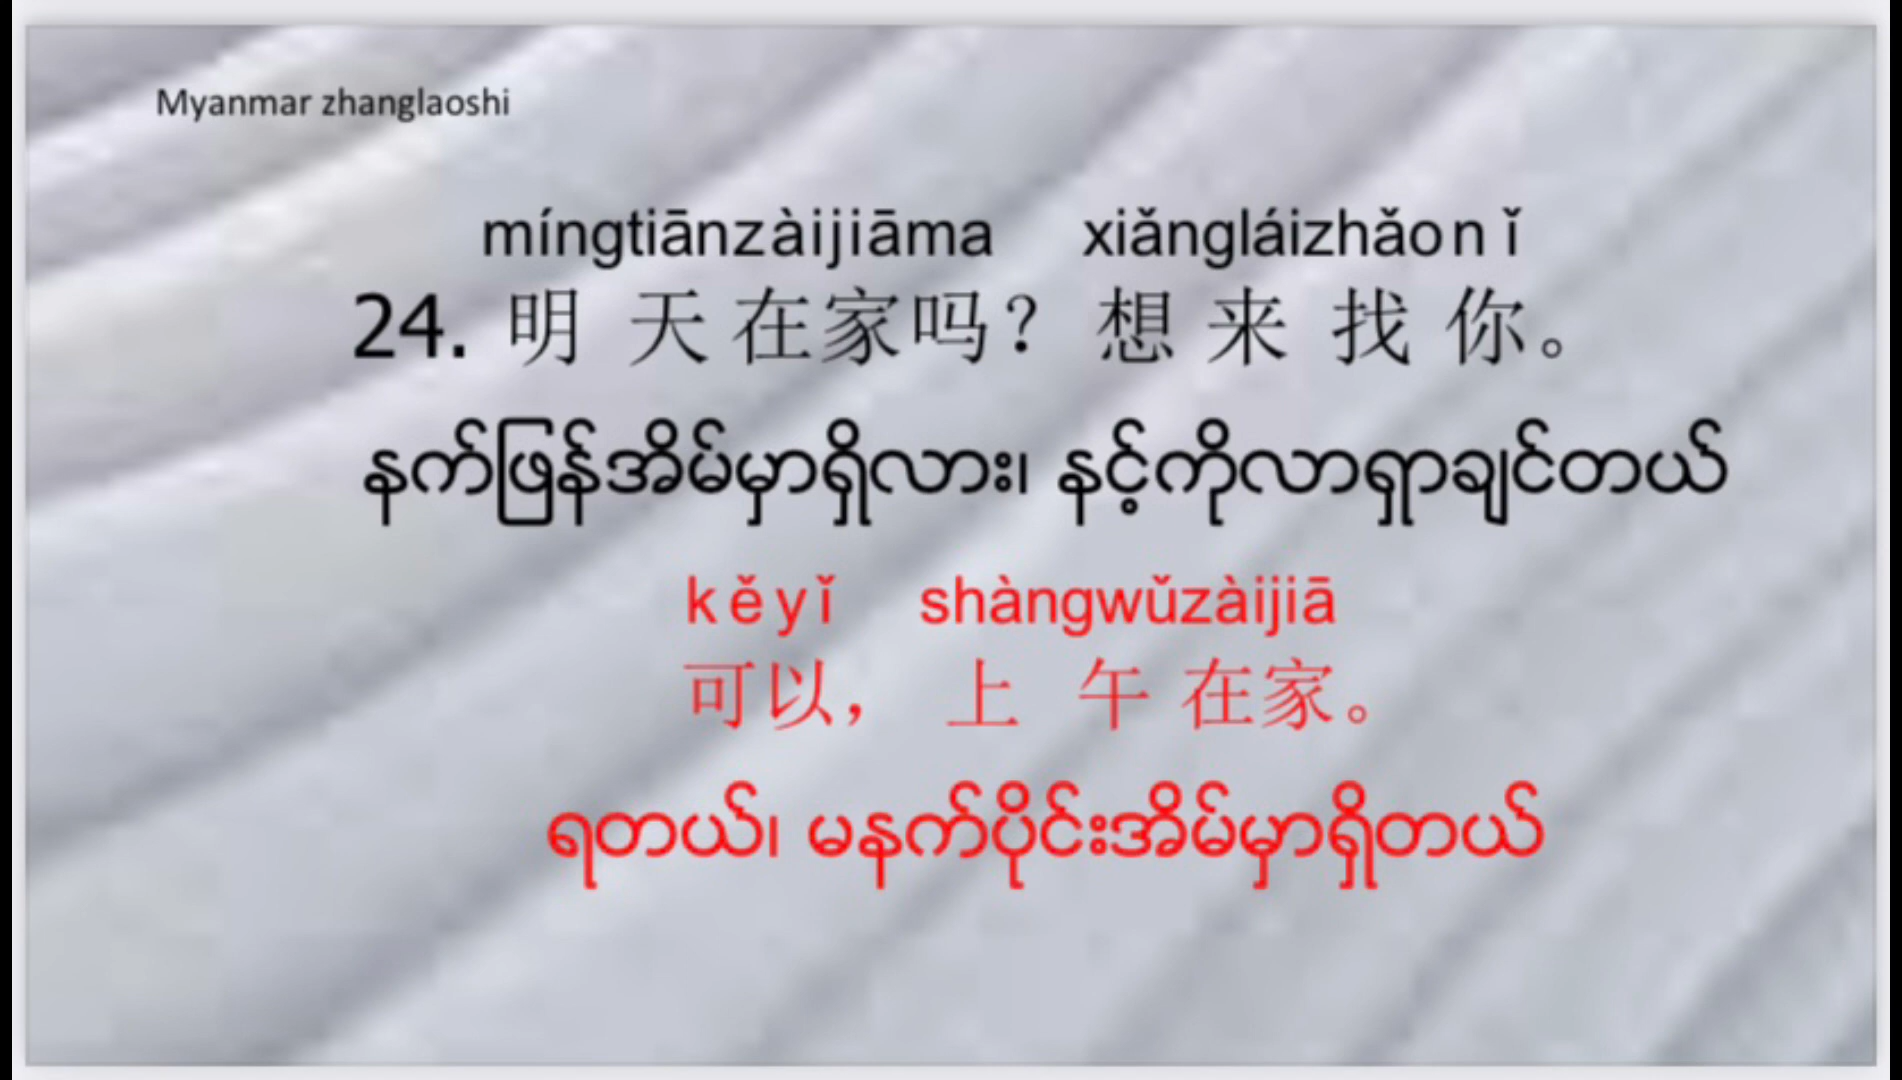 Myanmar zhanglaoshi
míngtiānzàijiāma xiǎngláizhǎonǐ
24. 明天在家吗？想来找你。
နက်ဖြန်အိမ်မှာရှိလား၊ နင့်ကိုလာရှာချင်တယ်
kěyǐ shàngwǔzàijiā
可以，上午在家。
ရတယ်၊ မနက်ပိုင်းအိမ်မှာရှိတယ်